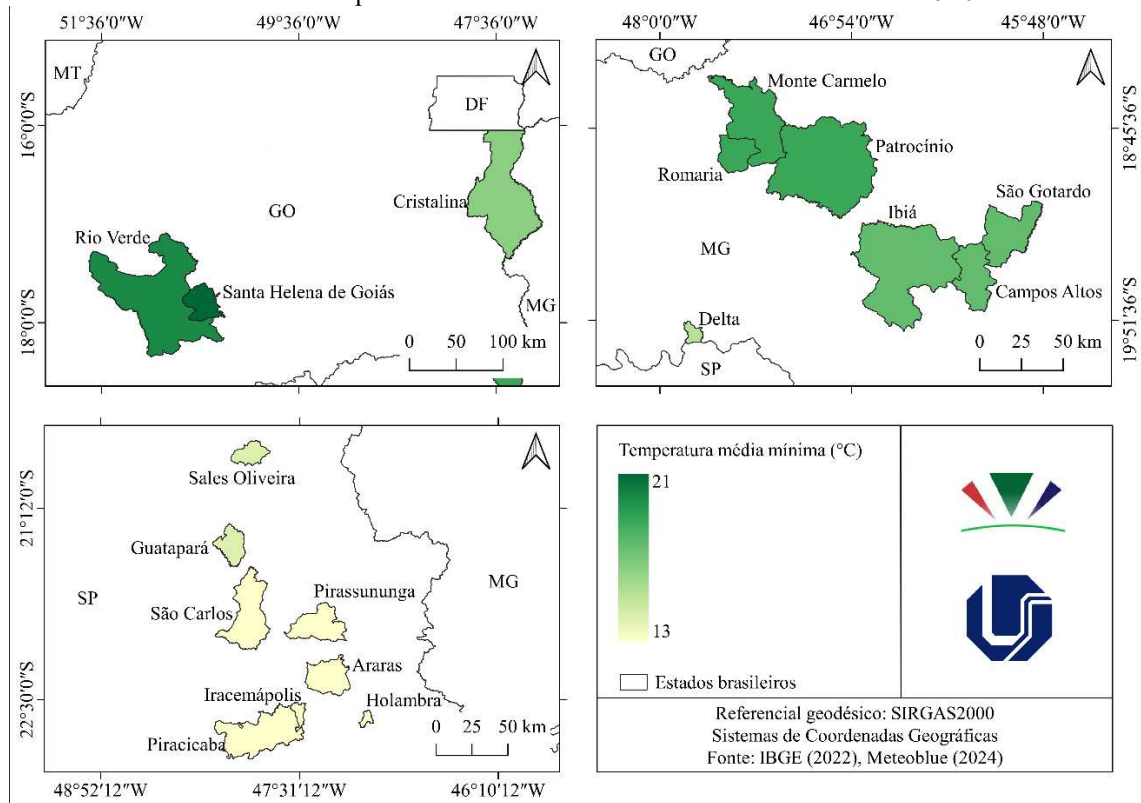 51°36'0"W 49°36'0"W 47°36'0"W
16°0'0"S
18°0'0"S
MT
DF
Cristalina
GO
Rio Verde
Santa Helena de Goiás
MG
0 50 100 km
48°0'0"W 46°54'0"W 45°48'0"W
18°45'36"S
19°51'36"S
GO
Monte Carmelo
Patrocínio
Romaria
São Gotardo
Ibiá
MG
Campos Altos
Delta
SP
0 25 50 km
21°12'0"S
22°30'0"S
Sales Oliveira
Guatapará
SP
MG
Pirassununga
São Carlos
Araras
Iracemápolis
Holambra
Piracicaba
0 25 50 km
48°52'12"W 47°31'12"W 46°10'12"W
Temperatura média mínima (°C)
21
13
Estados brasileiros
Referencial geodésico: SIRGAS2000
Sistemas de Coordenadas Geográficas
Fonte: IBGE (2022), Meteoblue (2024)